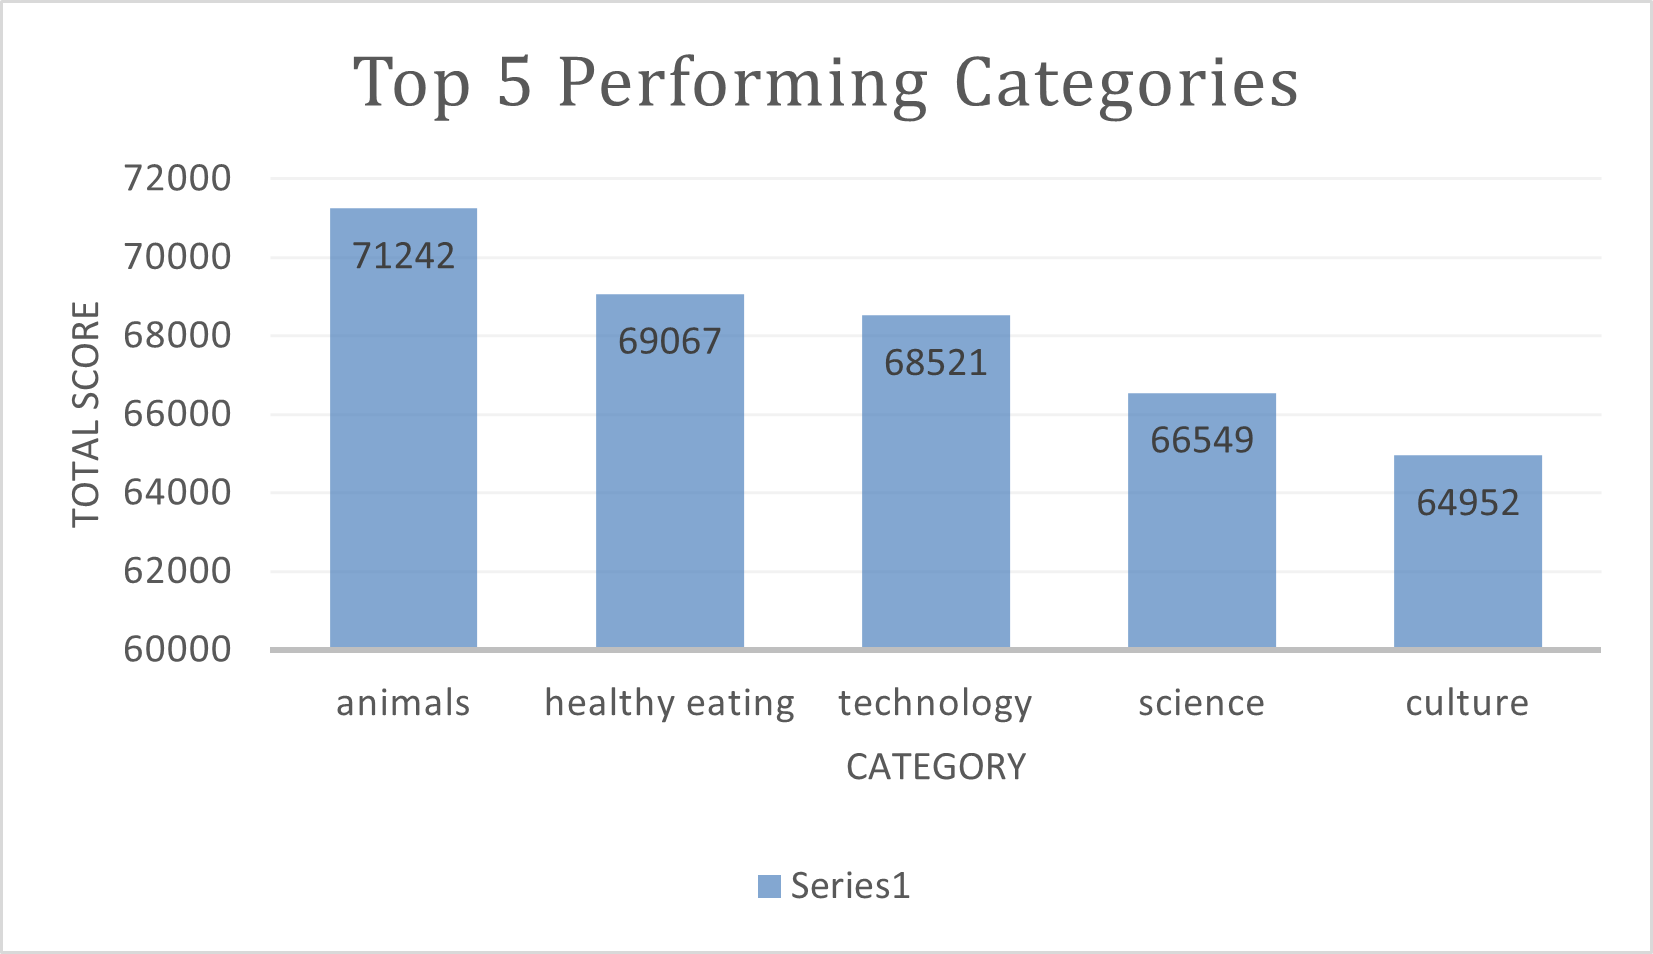 Top 5 Performing Categories
72000
70000
68000
66000
64000
62000
60000
TOTAL SCORE
71242
69067
68521
66549
64952
animals
healthy eating
technology
science
culture
CATEGORY
Series1